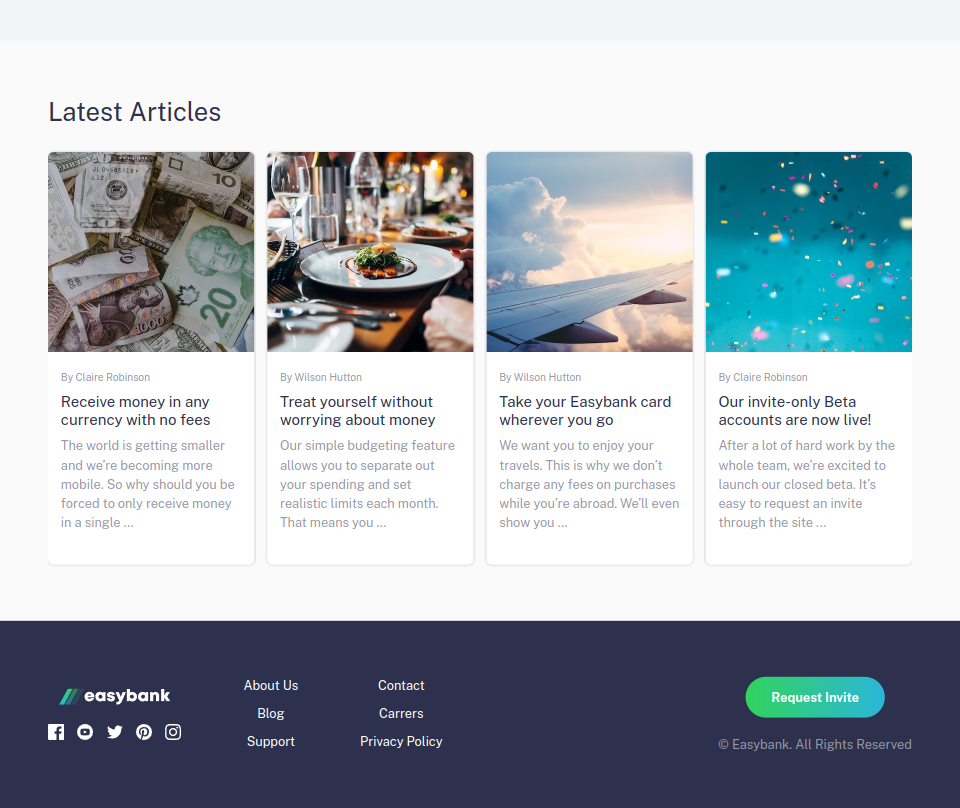 Latest Articles
10
20
1000
By Claire Robinson
Receive money in any
currency with no fees
The world is getting smaller
and we’re becoming more
mobile. So why should you be
forced to only receive money
in a single …
By Wilson Hutton
Treat yourself without
worrying about money
Our simple budgeting feature
allows you to separate out
your spending and set
realistic limits each month.
That means you …
By Wilson Hutton
Take your Easybank card
wherever you go
We want you to enjoy your
travels. This is why we don’t
charge any fees on purchases
while you’re abroad. We’ll even
show you …
By Claire Robinson
Our invite-only Beta
accounts are now live!
After a lot of hard work by the
whole team, we’re excited to
launch our closed beta. It’s
easy to request an invite
through the site …
easybank
About Us
Blog
Support
Contact
Carrers
Privacy Policy
Request Invite
© Easybank. All Rights Reserved